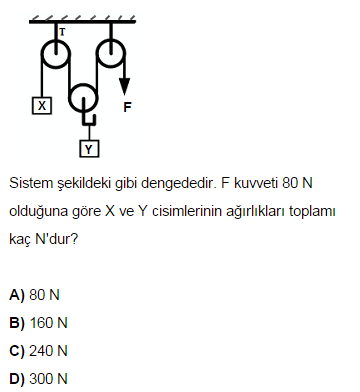 T
X
F
Y
Sistem şekildeki gibi dengededir. F kuvveti 80 N
olduğuna göre X ve Y cisimlerinin ağırlıkları toplamı
kaç N'dur?
A) 80 N
B) 160 N
C) 240 N
D) 300 N